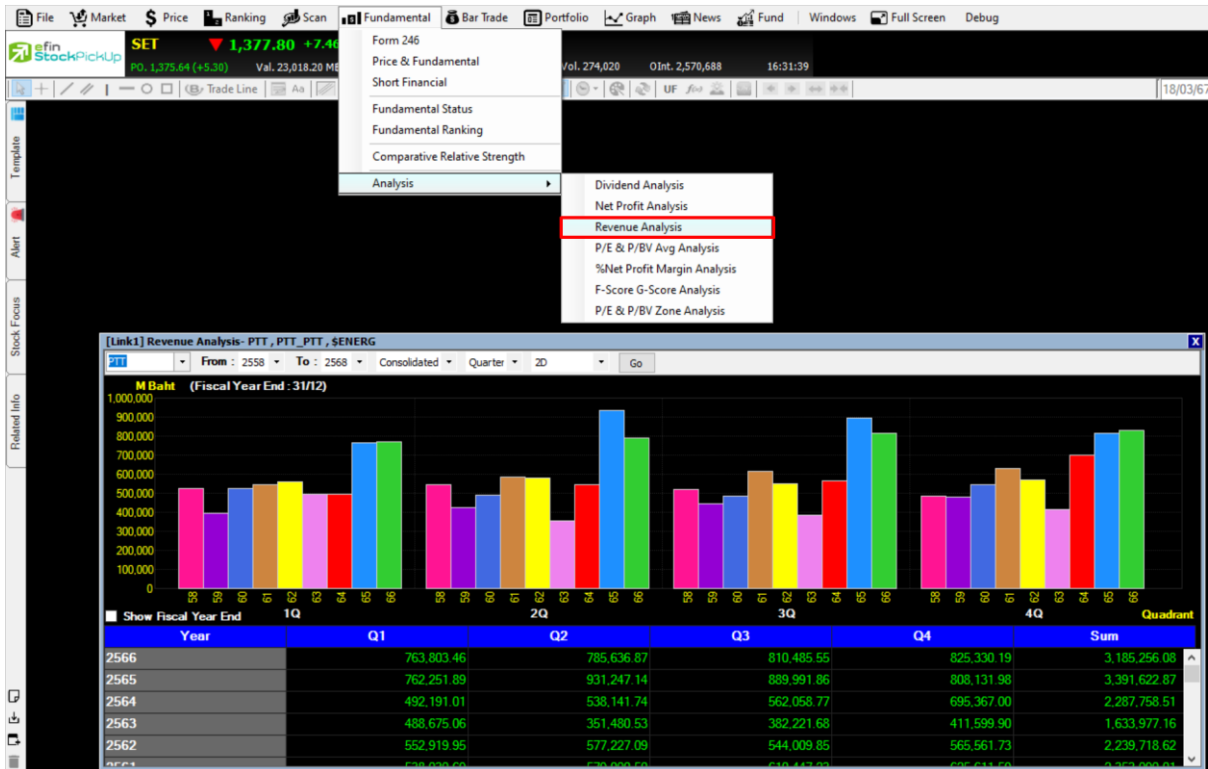 File Market $ Price Ranking Scan Fundamental Bar Trade Portfolio Graph News Fund Windows Full Screen Debug
efin StockPickUp
SET ▼ 1,377.80 +7.46
PO. 1,375.64 (+5.30) Val. 23,018.20 Vol. 274,020 OInt. 2,570,688 16:31:39
Trade Line Aa UF f(x) 18/03/67
Form 246
Price & Fundamental
Short Financial
Fundamental Status
Fundamental Ranking
Comparative Relative Strength
Analysis
Dividend Analysis
Net Profit Analysis
Revenue Analysis
P/E & P/BV Avg Analysis
%Net Profit Margin Analysis
F-Score G-Score Analysis
P/E & P/BV Zone Analysis
Template
Alert
Stock Focus
Related Info
[Link1] Revenue Analysis- PTT , PTT_PTT , $ENERG X
PTT From : 2558 To : 2568 Consolidated Quarter 2D Go
M Baht (Fiscal Year End : 31/12)
1,000,000
900,000
800,000
700,000
600,000
500,000
400,000
300,000
200,000
100,000
0
58 59 60 61 62 63 64 65 66 58 59 60 61 62 63 64 65 66 58 59 60 61 62 63 64 65 66 58 59 60 61 62 63 64 65 66
Show Fiscal Year End 1Q 2Q 3Q 4Q Quadrant
Year Q1 Q2 Q3 Q4 Sum
2566 763,803.46 785,636.87 810,485.55 825,330.19 3,185,256.08
2565 762,251.89 931,247.14 889,991.86 808,131.98 3,391,622.87
2564 492,191.01 538,141.74 562,058.77 695,367.00 2,287,758.51
2563 488,675.06 351,480.53 382,221.68 411,599.90 1,633,977.16
2562 552,919.95 577,227.09 544,009.85 565,561.73 2,239,718.62